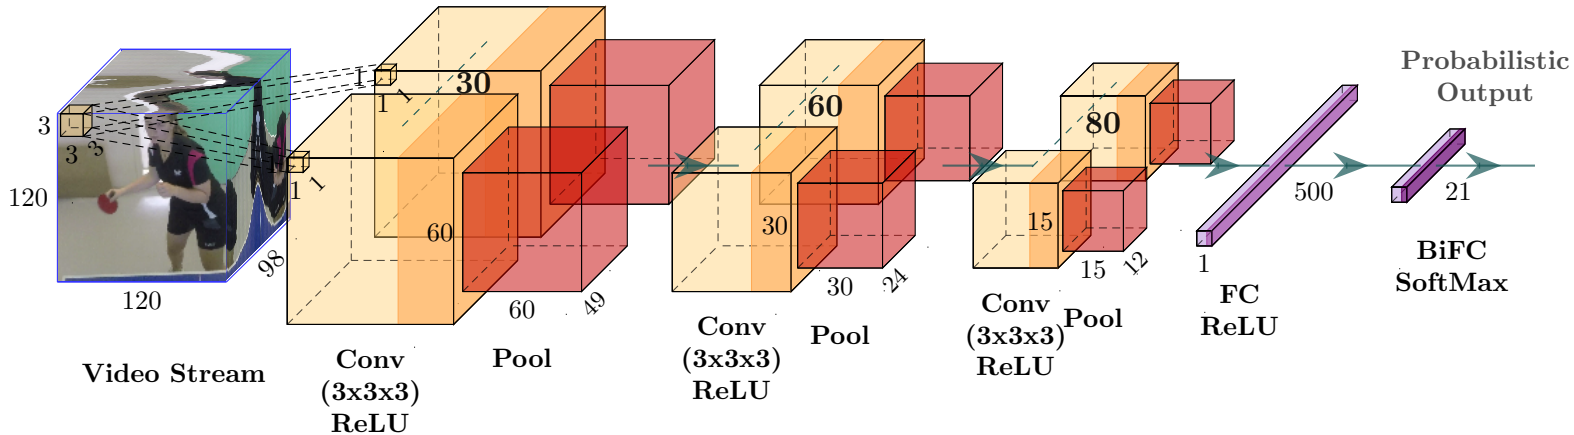 3
3
3
120
120
98
Video Stream
1
1
1
30
1
1
1
60
60
49
Conv
(3x3x3)
ReLU
Pool
60
30
30
24
Conv
(3x3x3)
ReLU
Pool
80
15
15
12
Conv
(3x3x3)
ReLU
Pool
500
1
FC
ReLU
21
BiFC
SoftMax
Probabilistic
Output